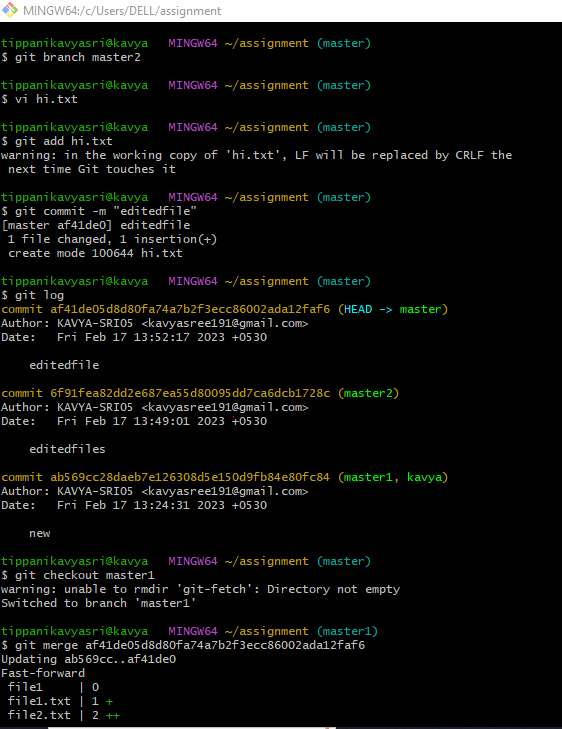 MINGW64:/c/Users/DELL/assignment
tippanikavyasri@kavya MINGW64 ~/assignment (master)
$ git branch master2
tippanikavyasri@kavya MINGW64 ~/assignment (master)
$ vi hi.txt
tippanikavyasri@kavya MINGW64 ~/assignment (master)
$ git add hi.txt
warning: in the working copy of 'hi.txt', LF will be replaced by CRLF the
next time Git touches it
tippanikavyasri@kavya MINGW64 ~/assignment (master)
$ git commit -m "editedfile"
[master af41de0] editedfile
1 file changed, 1 insertion(+)
create mode 100644 hi.txt
tippanikavyasri@kavya MINGW64 ~/assignment (master)
$ git log
commit af41de05d8d80fa74a7b2f3ecc86002ada12faf6 (HEAD -> master)
Author: KAVYA-SRI05 <kavyasree191@gmail.com>
Date: Fri Feb 17 13:52:17 2023 +0530
editedfile
commit 6f91fea82dd2e687ea55d80095dd7ca6dcb1728c (master2)
Author: KAVYA-SRI05 <kavyasree191@gmail.com>
Date: Fri Feb 17 13:49:01 2023 +0530
editedfiles
commit ab569cc28daeb7e126308d5e150d9fb84e80fc84 (master1, kavya)
Author: KAVYA-SRI05 <kavyasree191@gmail.com>
Date: Fri Feb 17 13:24:31 2023 +0530
new
tippanikavyasri@kavya MINGW64 ~/assignment (master)
$ git checkout master1
warning: unable to rmdir 'git-fetch': Directory not empty
Switched to branch 'master1'
tippanikavyasri@kavya MINGW64 ~/assignment (master1)
$ git merge af41de05d8d80fa74a7b2f3ecc86002ada12faf6
Updating ab569cc..af41de0
Fast-forward
file1 | 0
file1.txt | 1 +
file2.txt | 2 ++